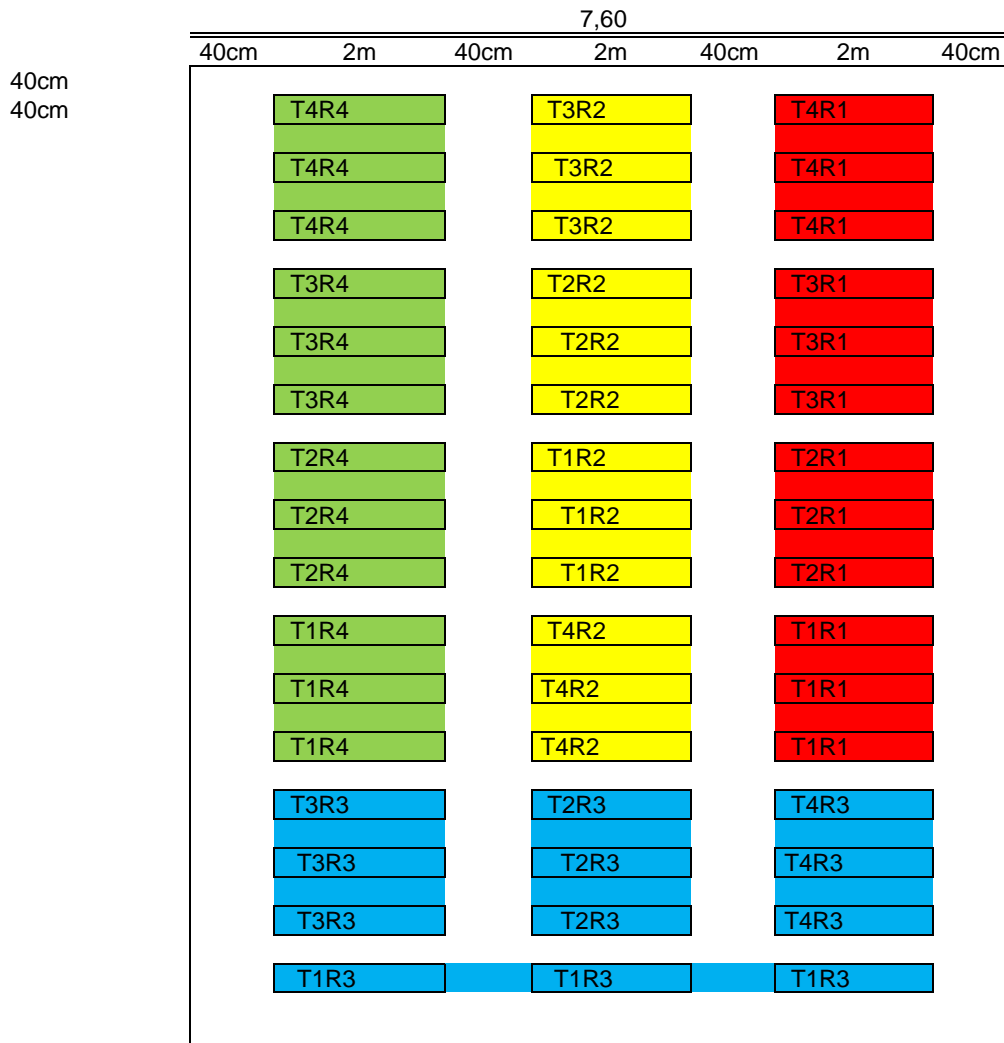 7,60
40cm 2m 40cm 2m 40cm 2m 40cm
40cm
40cm T4R4 T3R2 T4R1
T4R4 T3R2 T4R1
T4R4 T3R2 T4R1
T3R4 T2R2 T3R1
T3R4 T2R2 T3R1
T3R4 T2R2 T3R1
T2R4 T1R2 T2R1
T2R4 T1R2 T2R1
T2R4 T1R2 T2R1
T1R4 T4R2 T1R1
T1R4 T4R2 T1R1
T1R4 T4R2 T1R1
T3R3 T2R3 T4R3
T3R3 T2R3 T4R3
T3R3 T2R3 T4R3
T1R3 T1R3 T1R3